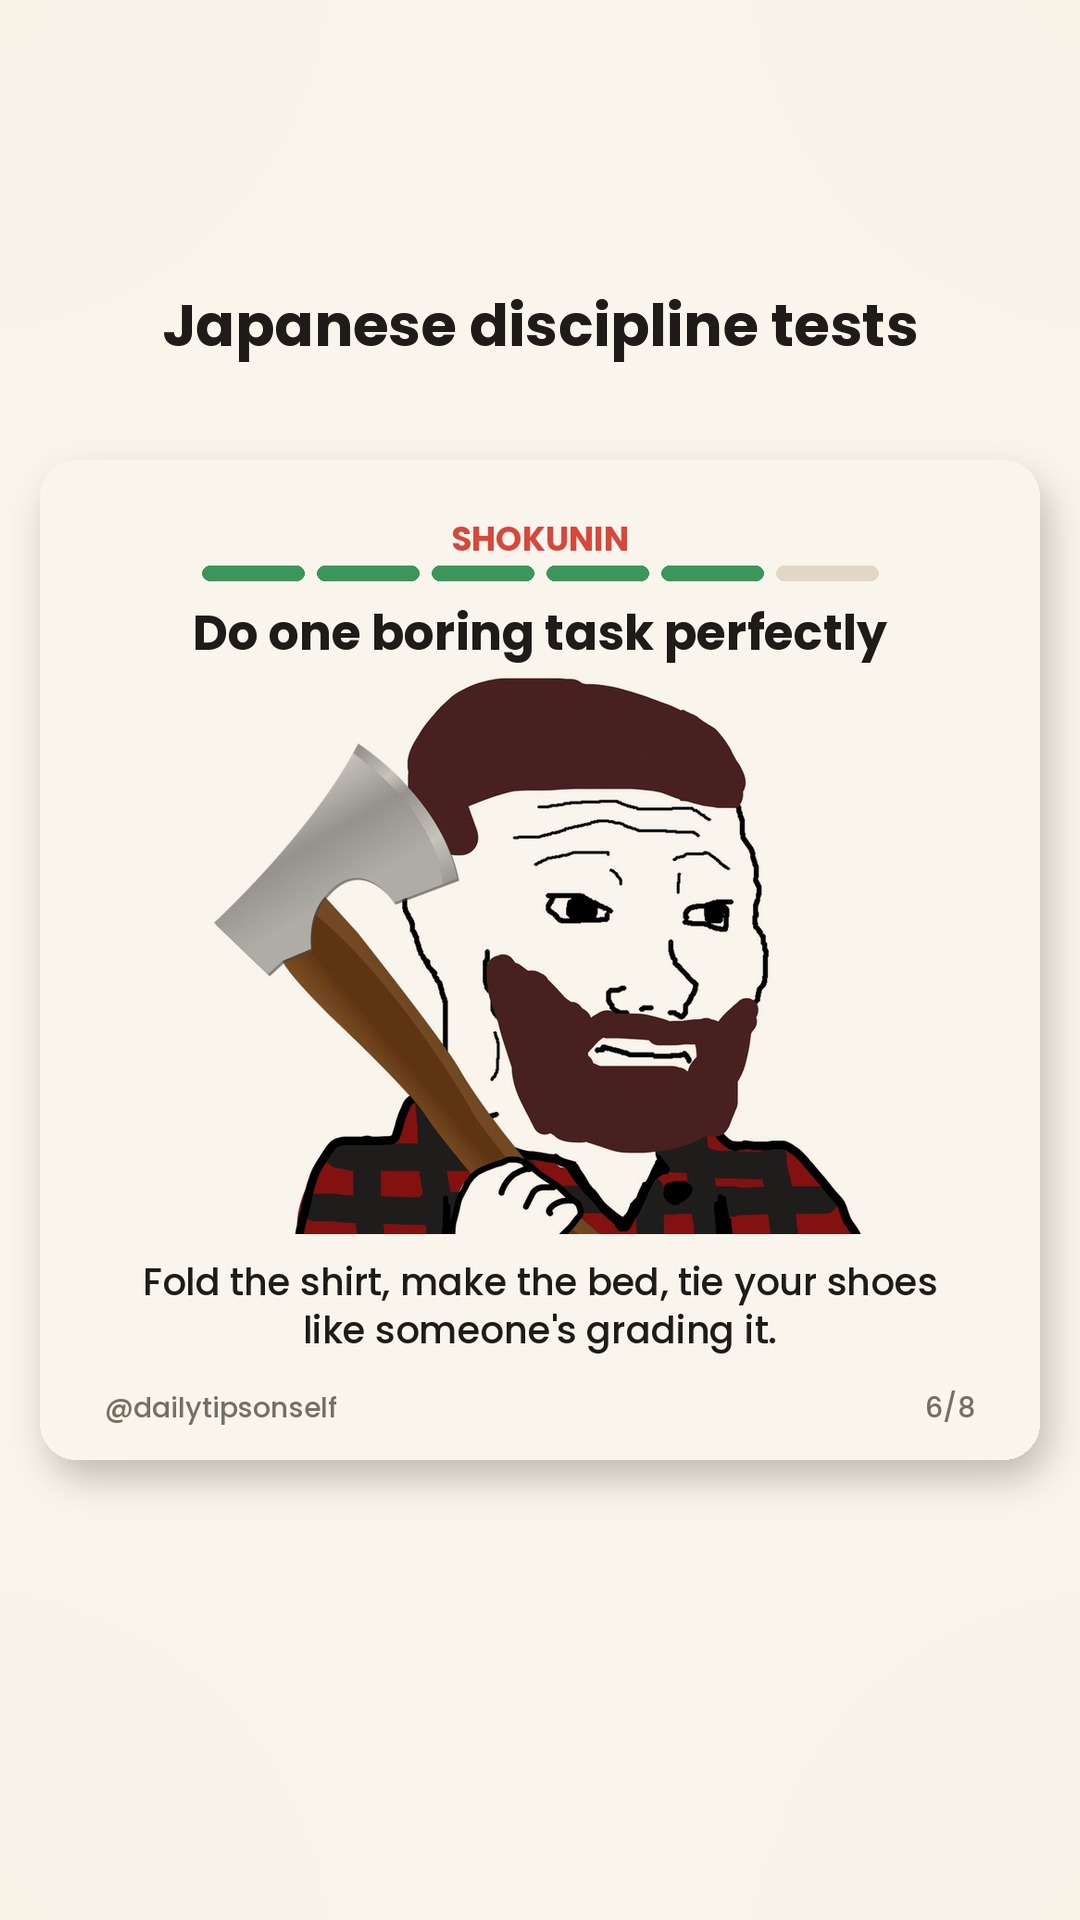 Japanese discipline tests
SHOKUNIN
Do one boring task perfectly
Fold the shirt, make the bed, tie your shoes
like someone's grading it.
@dailytipsonself
6/8